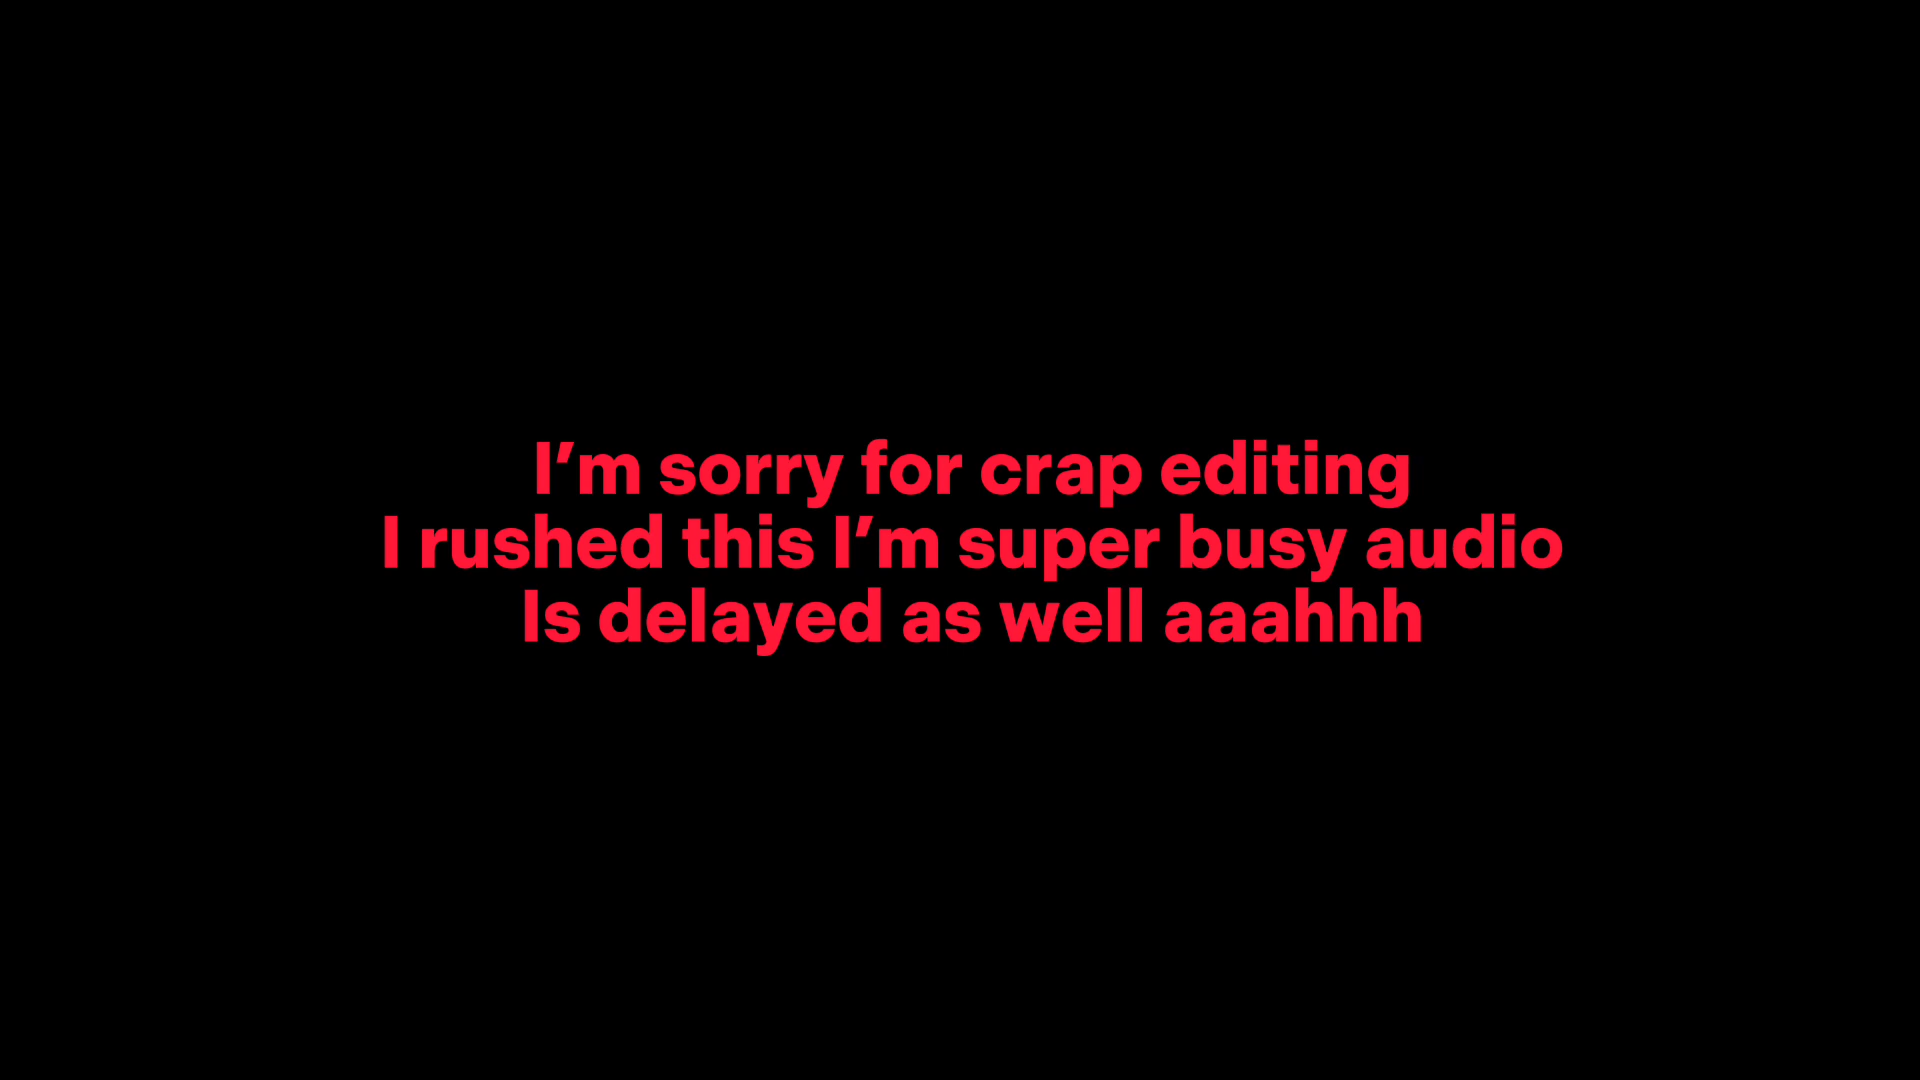 I’m sorry for crap editing
I rushed this I’m super busy audio
Is delayed as well aaahhh